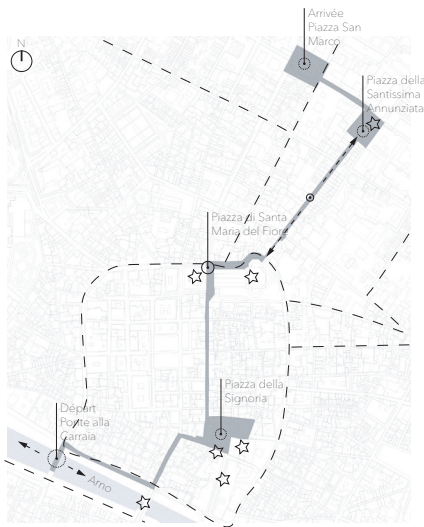 Arrivée
Piazza San
Marco
N
Piazza della
Santissima
Annunziata
Piazza di Santa
Maria del Fiore
Piazza della
Signoria
Départ
Ponte alla
Carraia
Arno